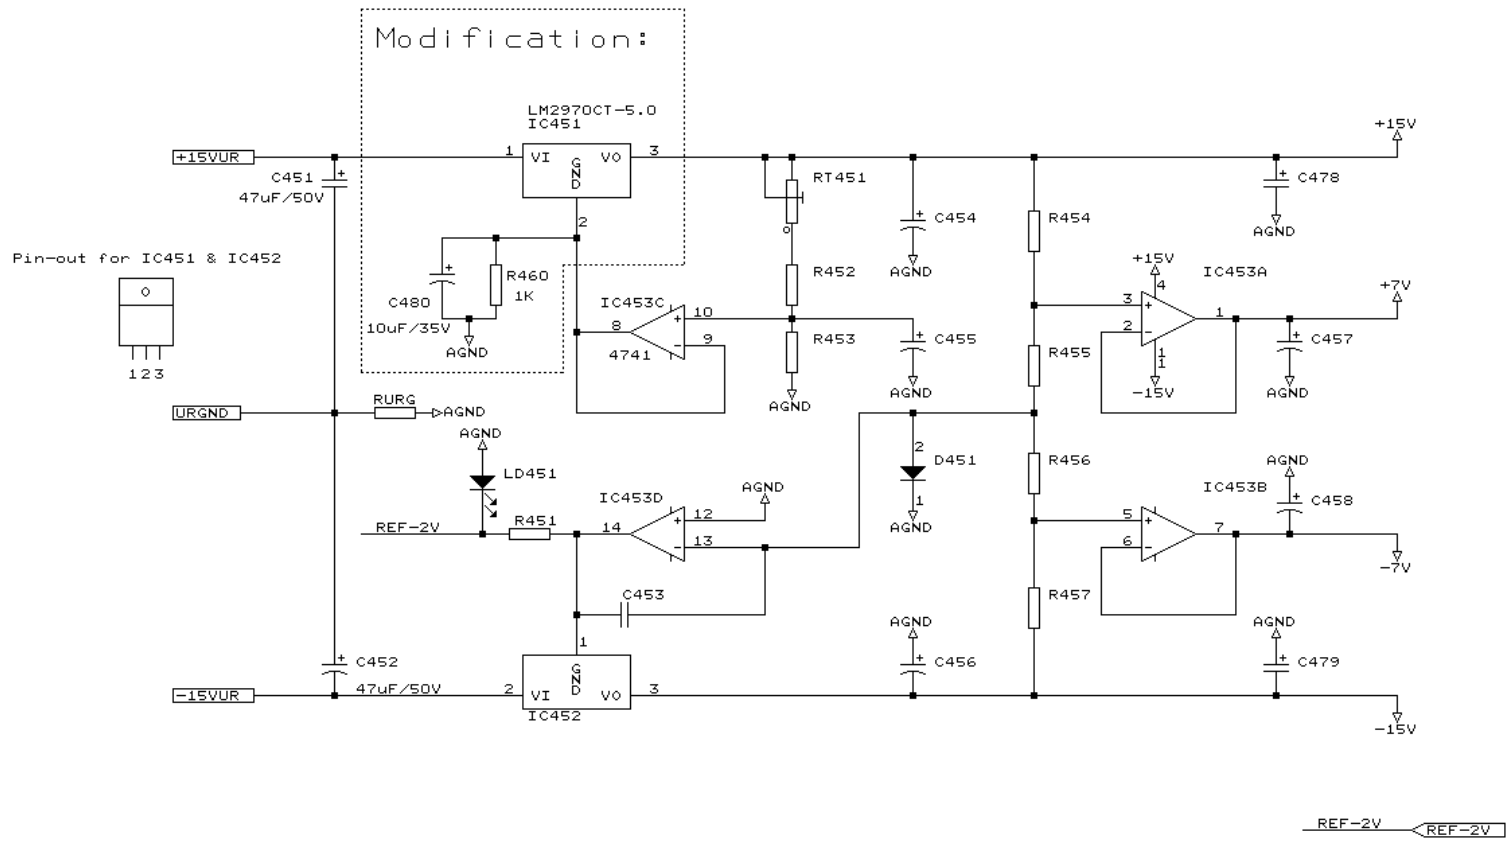 Modification:
LM2970CT-5.0
IC451
+15V
+15VUR
1
VI
GND
VO
3
C451
+
47uF/50V
RT451
+
C478
2
+
C454
R454
AGND
Pin-out for IC451 & IC452
+15V
IC453A
+
R460
1K
C480
10uF/35V
AGND
R452
4
+7V
IC453C
8
4741
+
10
-
9
3
+
2
-
1
AGND
R453
+
C455
R455
1
1
-15V
+
C457
123
AGND
AGND
AGND
URGND
RURG
AGND
AGND
LD451
2
D451
1
AGND
R456
AGND
IC453B
+
C458
IC453D
AGND
REF-2V
R451
14
+
12
-
13
5
+
6
-
7
-7V
C453
R457
AGND
AGND
1
+
C452
47uF/50V
+
C456
+
C479
-15VUR
2
VI
GND
VO
3
IC452
-15V
REF-2V
REF-2V